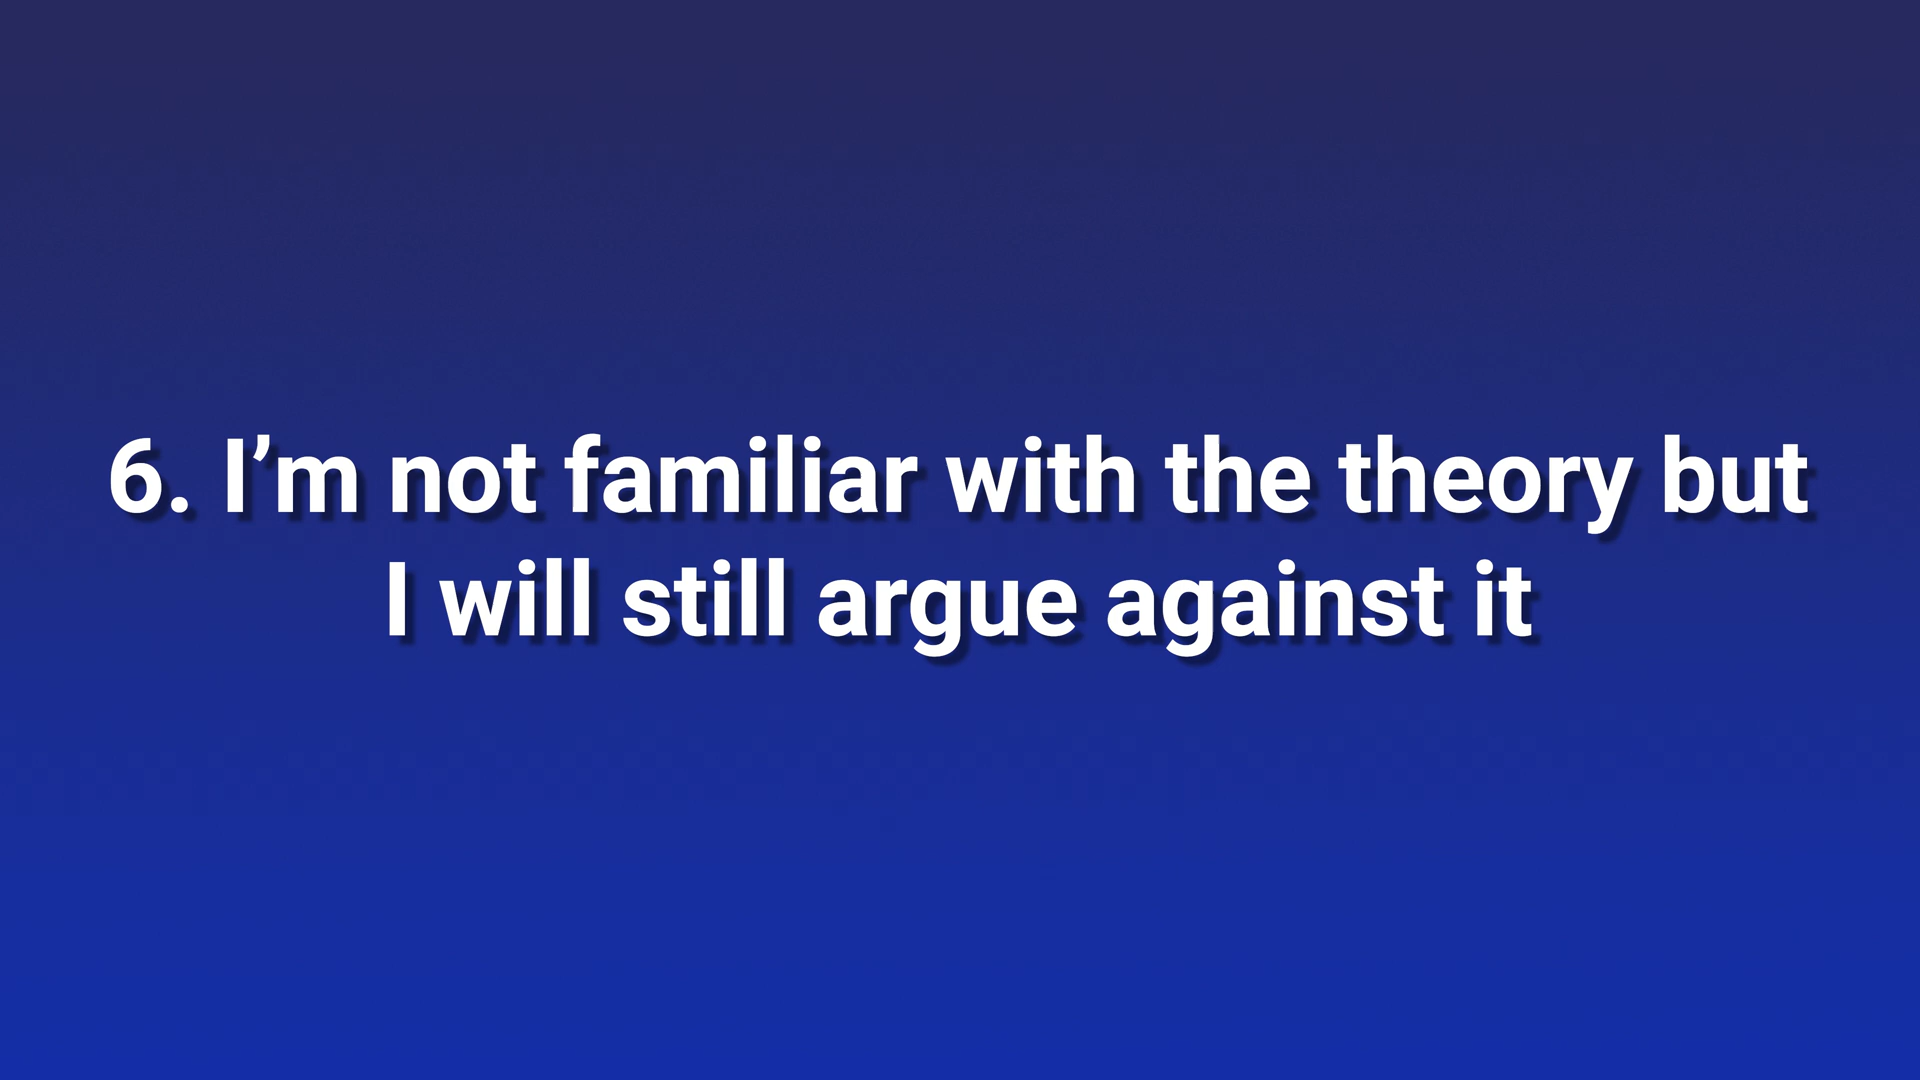 6. I’m not familiar with the theory but
I will still argue against it